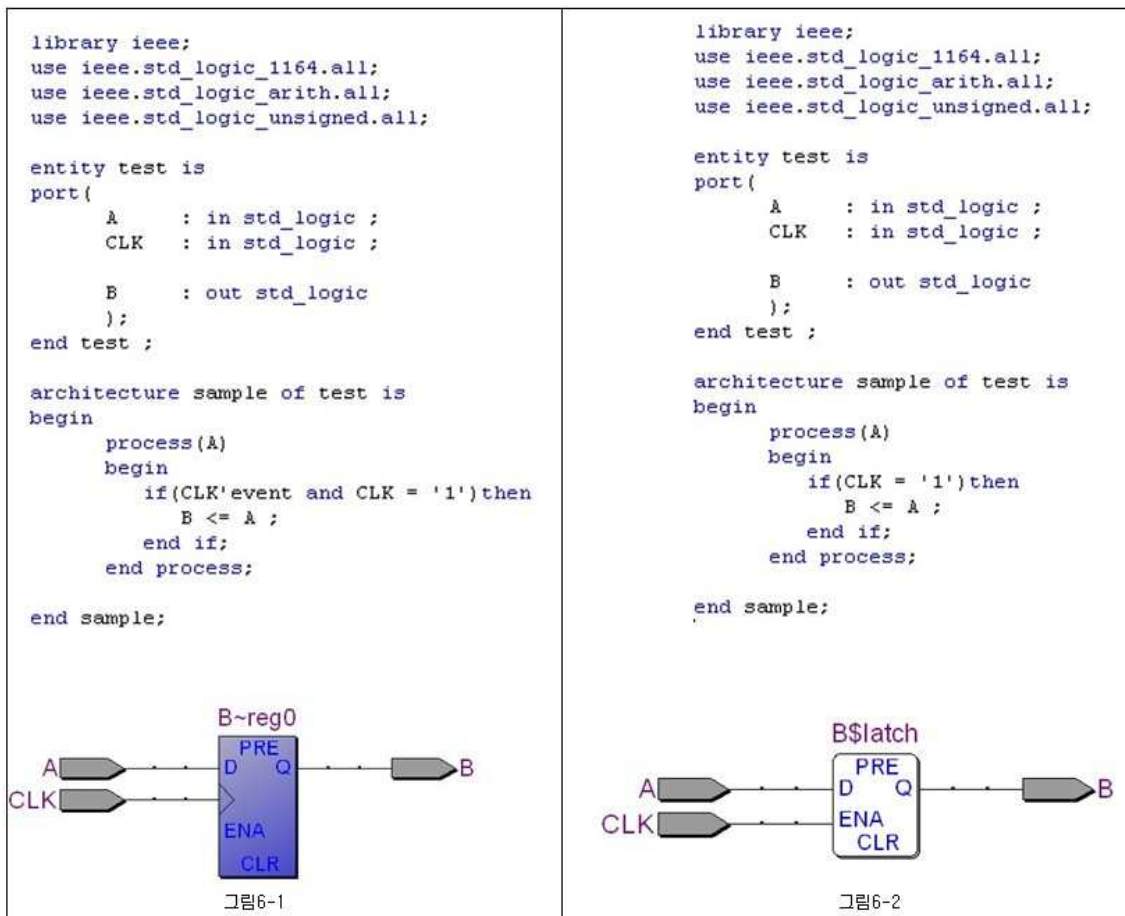 library ieee;
use ieee.std_logic_1164.all;
use ieee.std_logic_arith.all;
use ieee.std_logic_unsigned.all;
entity test is
port(
A : in std_logic ;
CLK : in std_logic ;
B : out std_logic
);
end test ;
architecture sample of test is
begin
process(A)
begin
if(CLK'event and CLK = '1')then
B <= A ;
end if;
end process;
end sample;
B~reg0
PRE
A D Q B
CLK
ENA
CLR
그림6-1
library ieee;
use ieee.std_logic_1164.all;
use ieee.std_logic_arith.all;
use ieee.std_logic_unsigned.all;
entity test is
port(
A : in std_logic ;
CLK : in std_logic ;
B : out std_logic
);
end test ;
architecture sample of test is
begin
process(A)
begin
if(CLK = '1')then
B <= A ;
end if;
end process;
end sample;
B$latch
PRE
A D Q B
CLK ENA
CLR
그림6-2